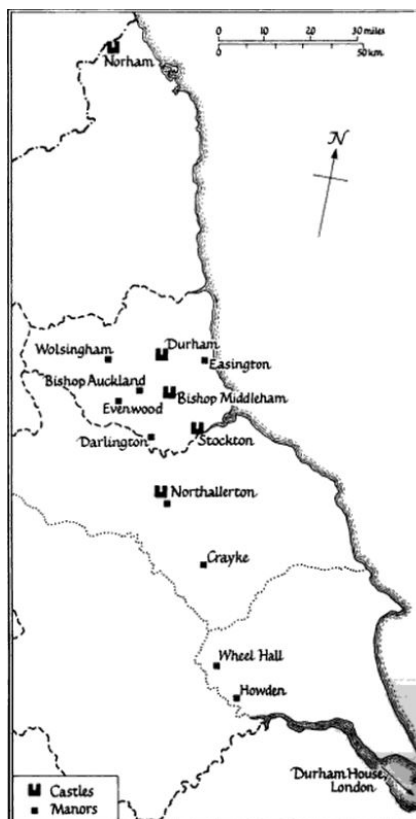 0 10 20 30 miles
0 50 km.
Norham
N
Durham
Wolsingham
Easington
Bishop Auckland
Bishop Middleham
Evenwood
Darlington
Stockton
Northallerton
Crayke
Wheel Hall
Howden
Durham House,
London
Castles
Manors